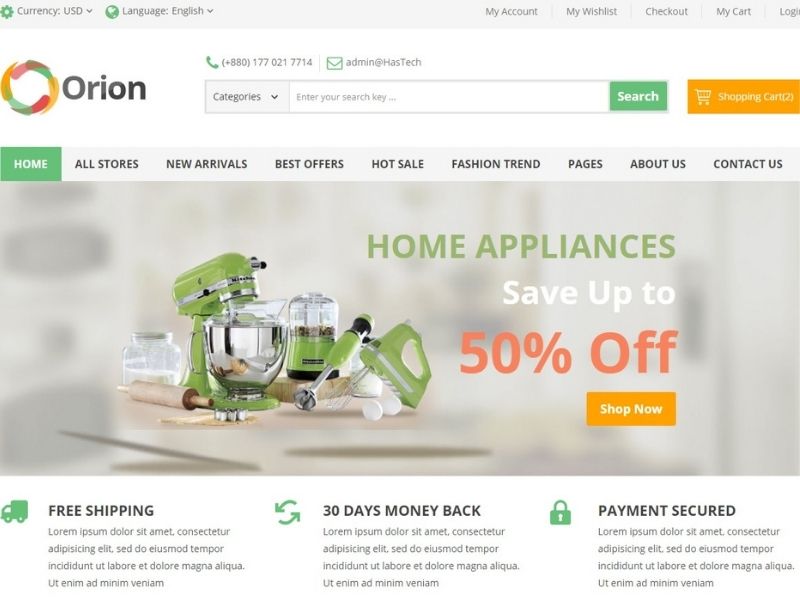 Currency: USD
Language: English
My Account
My Wishlist
Checkout
My Cart
Login
(+880) 177 021 7714
admin@HasTech
Orion
Categories
Enter your search key ...
Search
Shopping Cart(2)
HOME
ALL STORES
NEW ARRIVALS
BEST OFFERS
HOT SALE
FASHION TREND
PAGES
ABOUT US
CONTACT US
HOME APPLIANCES
Save Up to
50% Off
Shop Now
KitchenAid
FREE SHIPPING
Lorem ipsum dolor sit amet, consectetur
adipisicing elit, sed do eiusmod tempor
incididunt ut labore et dolore magna aliqua.
Ut enim ad minim veniam
30 DAYS MONEY BACK
Lorem ipsum dolor sit amet, consectetur
adipisicing elit, sed do eiusmod tempor
incididunt ut labore et dolore magna aliqua.
Ut enim ad minim veniam
PAYMENT SECURED
Lorem ipsum dolor sit amet, consectetur
adipisicing elit, sed do eiusmod tempor
incididunt ut labore et dolore magna aliqua.
Ut enim ad minim veniam